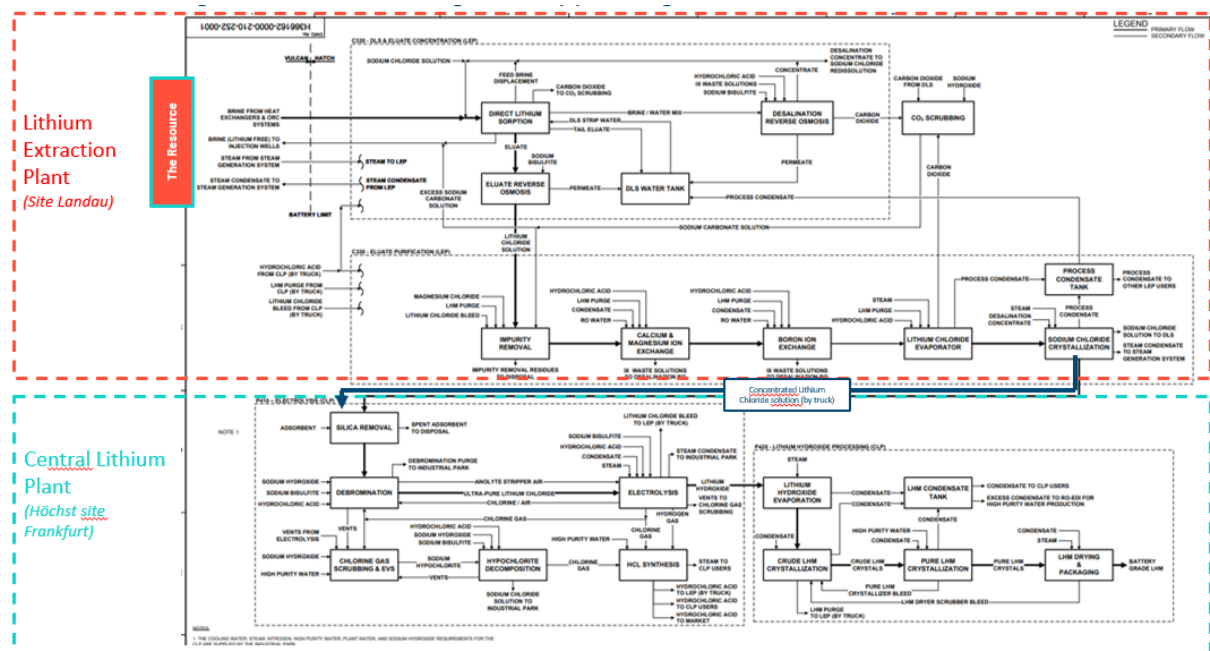 H366162-0000-210-252-0001
LEGEND
PRIMARY FLOW
SECONDARY FLOW
Lithium
Extraction
Plant
(Site Landau)
The Resource
VULCAN
HATCH
C320 - DLS & ELUATE CONCENTRATION (LEP)
SODIUM CHLORIDE SOLUTION
FEED BRINE
DISPLACEMENT
CARBON DIOXIDE
TO CO₂ SCRUBBING
CONCENTRATE
DESALINATION
CONCENTRATE TO
SODIUM CHLORIDE
REDISSOLUTION
HYDROCHLORIC ACID
IX WASTE SOLUTIONS
SODIUM BISULFITE
CARBON DIOXIDE
FROM DLS
SODIUM
HYDROXIDE
BRINE FROM HEAT
EXCHANGERS & ORC
SYSTEMS
DIRECT LITHIUM
SORPTION
BRINE / WATER MIX
DLS STRIP WATER
TAIL ELUATE
DESALINATION
REVERSE OSMOSIS
CARBON
DIOXIDE
CO₂ SCRUBBING
BRINE (LITHIUM FREE) TO
INJECTION WELLS
STEAM FROM STEAM
GENERATION SYSTEM
STEAM TO LEP
STEAM CONDENSATE TO
STEAM GENERATION SYSTEM
STEAM CONDENSATE
FROM LEP
BATTERY LIMIT
ELUATE
SODIUM
BISULFITE
ELUATE REVERSE
OSMOSIS
PERMEATE
DLS WATER TANK
PERMEATE
CARBON
DIOXIDE
PROCESS CONDENSATE
EXCESS SODIUM
CARBONATE
SOLUTION
SODIUM CARBONATE SOLUTION
LITHIUM
CHLORIDE
SOLUTION
C330 - ELUATE PURIFICATION (LEP)
HYDROCHLORIC ACID
FROM CLP (BY TRUCK)
LHM PURGE FROM
CLP (BY TRUCK)
LITHIUM CHLORIDE
BLEED FROM CLP
(BY TRUCK)
MAGNESIUM CHLORIDE
LHM PURGE
LITHIUM CHLORIDE BLEED
HYDROCHLORIC ACID
LHM PURGE
CONDENSATE
RO WATER
HYDROCHLORIC ACID
LHM PURGE
CONDENSATE
RO WATER
STEAM
LHM PURGE
HYDROCHLORIC ACID
PROCESS CONDENSATE
PROCESS
CONDENSATE
TANK
PROCESS
CONDENSATE TO
OTHER LEP USERS
STEAM
DESALINATION
CONCENTRATE
PROCESS
CONDENSATE
IMPURITY
REMOVAL
CALCIUM &
MAGNESIUM ION
EXCHANGE
BORON ION
EXCHANGE
LITHIUM CHLORIDE
EVAPORATOR
SODIUM CHLORIDE
CRYSTALLIZATION
SODIUM CHLORIDE
SOLUTION TO DLS
STEAM CONDENSATE
TO STEAM
GENERATION SYSTEM
IMPURITY REMOVAL RESIDUES
IX WASTE SOLUTIONS
IX WASTE SOLUTIONS
Concentrated Lithium
Chloride solution (by truck)
Central Lithium
Plant
(Höchst site
Frankfurt)
NOTE 1
ADSORBENT
SILICA REMOVAL
SPENT ADSORBENT
TO DISPOSAL
DEBROMINATION PURGE
TO INDUSTRIAL PARK
LITHIUM CHLORIDE BLEED
TO LEP (BY TRUCK)
SODIUM BISULFITE
HYDROCHLORIC ACID
CONDENSATE
STEAM
STEAM CONDENSATE
TO INDUSTRIAL PARK
P420 - LITHIUM HYDROXIDE PROCESSING (CLP)
STEAM
SODIUM HYDROXIDE
SODIUM BISULFITE
HYDROCHLORIC ACID
DEBROMINATION
ANOLYTE STRIPPER AIR
ULTRA-PURE LITHIUM CHLORIDE
CHLORINE / AIR
ELECTROLYSIS
LITHIUM
HYDROXIDE
VENTS TO
CHLORINE GAS
SCRUBBING
LITHIUM
HYDROXIDE
EVAPORATION
CONDENSATE
CONDENSATE
LHM CONDENSATE
TANK
CONDENSATE TO CLP USERS
EXCESS CONDENSATE TO RO-EDI FOR
HIGH PURITY WATER PRODUCTION
VENTS
CHLORINE GAS
HYDROGEN
GAS
CHLORINE
GAS
VENTS FROM
ELECTROLYSIS
HYDROCHLORIC ACID
SODIUM HYDROXIDE
SODIUM BISULFITE
HIGH PURITY WATER
CONDENSATE
HIGH PURITY WATER
CONDENSATE
CONDENSATE
CONDENSATE
STEAM
SODIUM HYDROXIDE
HIGH PURITY WATER
CHLORINE GAS
SCRUBBING & EVS
SODIUM
HYPOCHLORITE
VENTS
HYPOCHLORITE
DECOMPOSITION
CHLORINE
GAS
HCL SYNTHESIS
STEAM TO
CLP USERS
CRUDE LHM
CRYSTALLIZATION
CRUDE LHM
CRYSTALS
PURE LHM
CRYSTALLIZATION
PURE LHM
CRYSTALS
LHM DRYING
&
PACKAGING
BATTERY
GRADE LHM
SODIUM CHLORIDE
SOLUTION TO
INDUSTRIAL PARK
HYDROCHLORIC ACID
TO LEP (BY TRUCK)
HYDROCHLORIC ACID
TO CLP USERS
HYDROCHLORIC ACID
TO MARKET
PURE LHM
CRYSTALLIZER BLEED
LHM DRYER SCRUBBER BLEED
LHM PURGE
TO LEP (BY TRUCK)
NOTES:
1. THE COOLING WATER, STEAM, NITROGEN, HIGH PURITY WATER, PLANT WATER, AND SODIUM HYDROXIDE REQUIREMENTS FOR THE
CLP ARE SUPPLIED BY THE INDUSTRIAL PARK